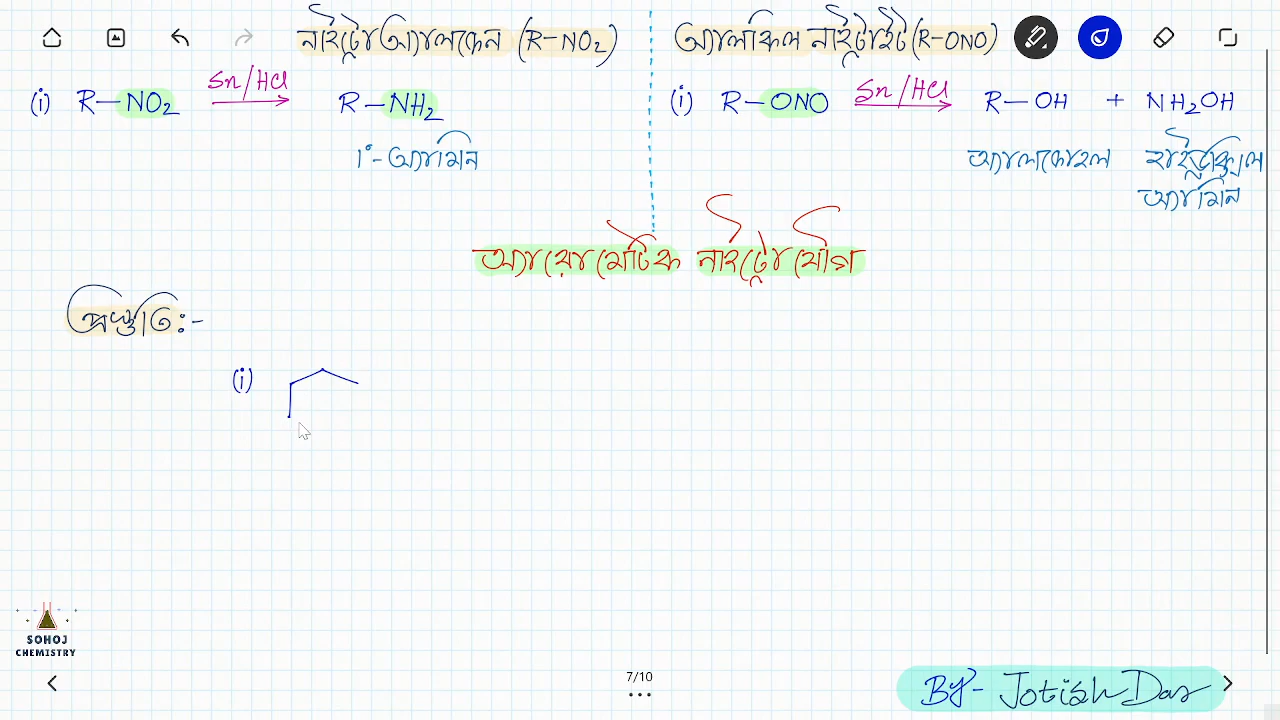 নাইট্রোঅ্যালকেন (R-NO₂)
অ্যালকিল নাইট্রাইট (R-ONO)
(i) R—NO₂ Sn/HCl R—NH₂
1°-অ্যামিন
(i) R—ONO Sn/HCl R—OH + NH₂OH
অ্যালকোহল হাইড্রক্সিল
অ্যামিন
অ্যারোমেটিক নাইট্রোযৌগ
প্রস্তুতি:-
(i)
SOHOJ
CHEMISTRY
7/10
By- Jotish Das